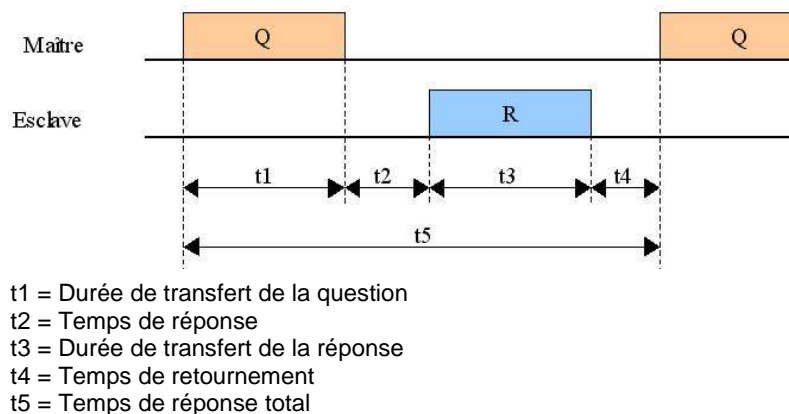 Maître
Q
Q
Esclave
R
t1
t2
t3
t4
t5
t1 = Durée de transfert de la question
t2 = Temps de réponse
t3 = Durée de transfert de la réponse
t4 = Temps de retournement
t5 = Temps de réponse total